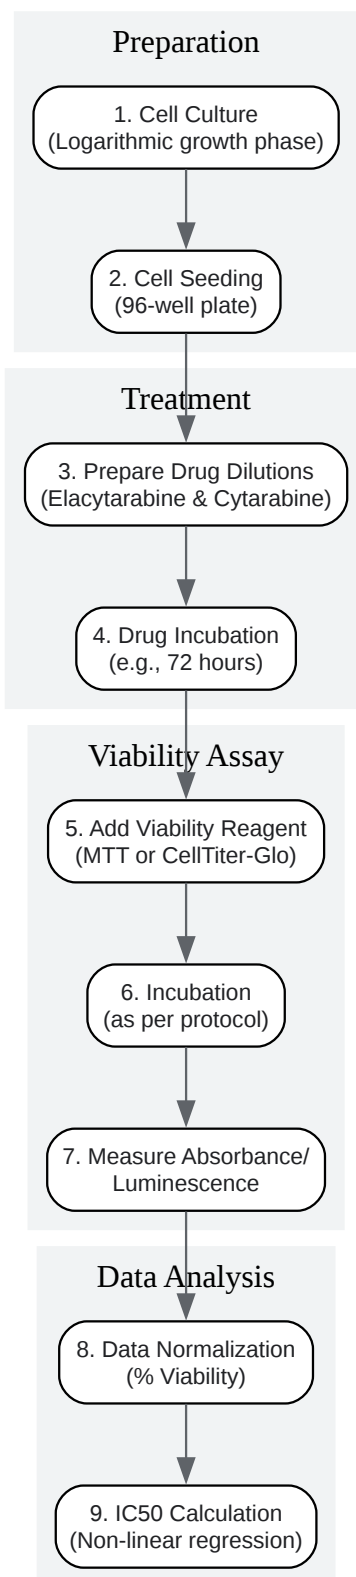 Preparation
1. Cell Culture
(Logarithmic growth phase)
2. Cell Seeding
(96-well plate)
Treatment
3. Prepare Drug Dilutions
(Elacytarabine & Cytarabine)
4. Drug Incubation
(e.g., 72 hours)
Viability Assay
5. Add Viability Reagent
(MTT or CellTiter-Glo)
6. Incubation
(as per protocol)
7. Measure Absorbance/
Luminescence
Data Analysis
8. Data Normalization
(% Viability)
9. IC50 Calculation
(Non-linear regression)